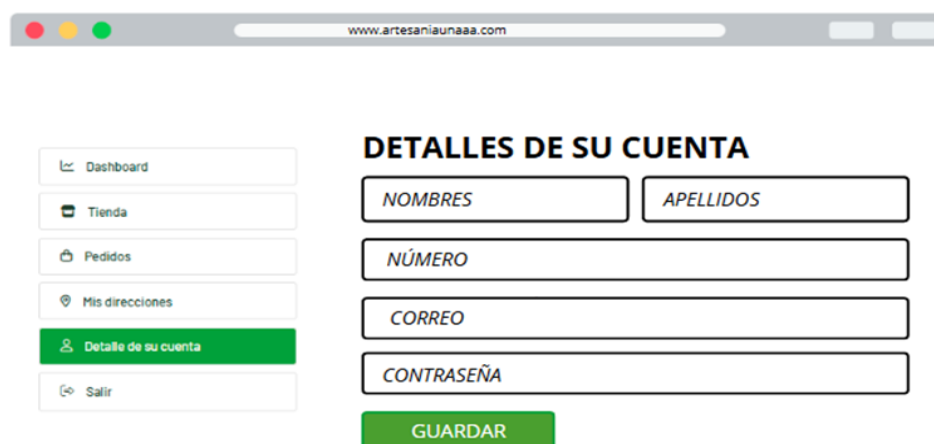 www.artesaniaunaaa.com
Dashboard
Tienda
Pedidos
Mis direcciones
Detalle de su cuenta
Salir
DETALLES DE SU CUENTA
NOMBRES
APELLIDOS
NÚMERO
CORREO
CONTRASEÑA
GUARDAR